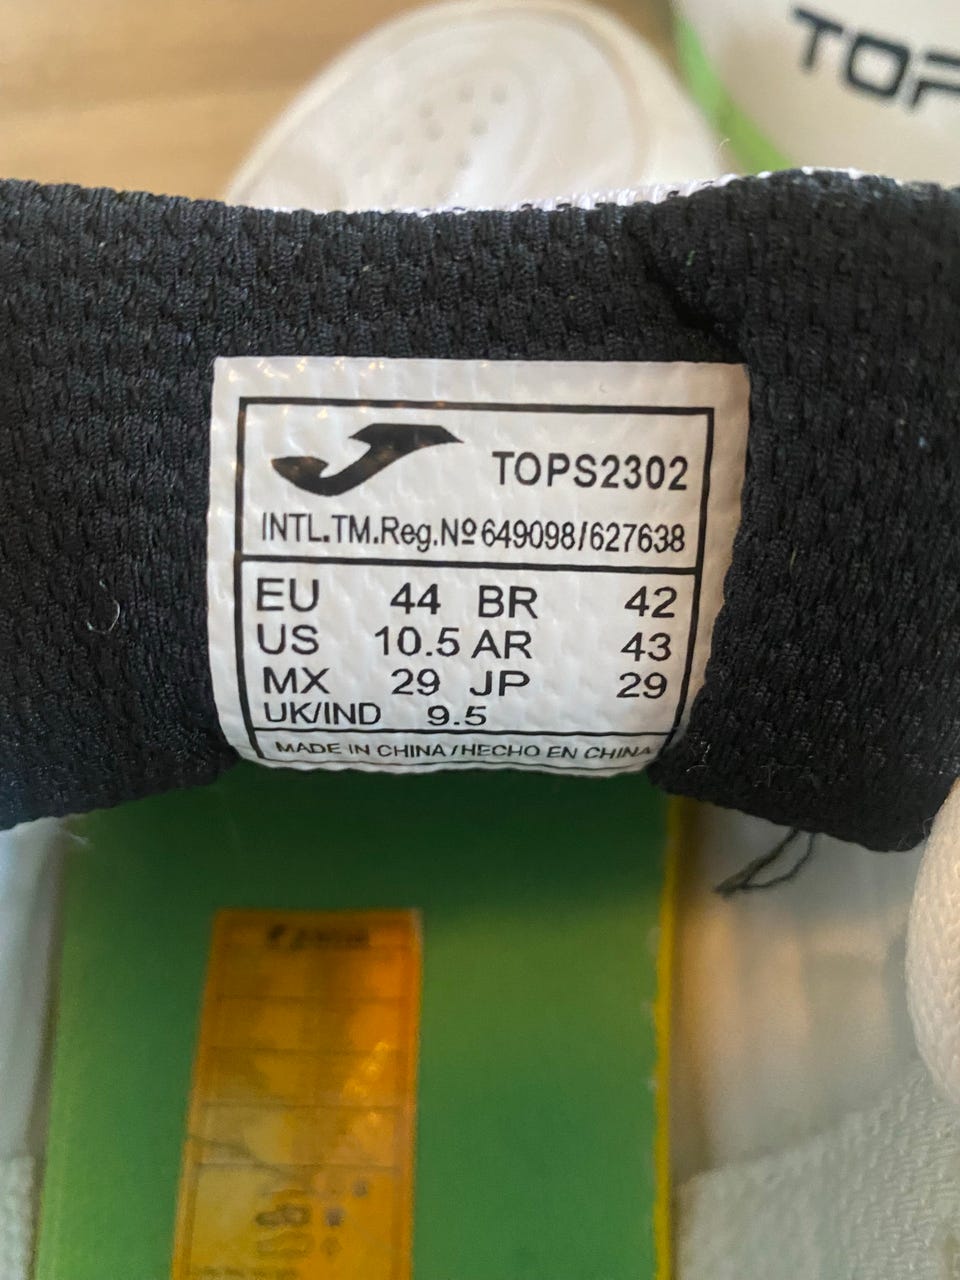 TOP
TOPS2302
INTL.TM.Reg.Nº649098/627638
EU 44 BR 42
US 10.5 AR 43
MX 29 JP 29
UK/IND 9.5
MADE IN CHINA/HECHO EN CHINA